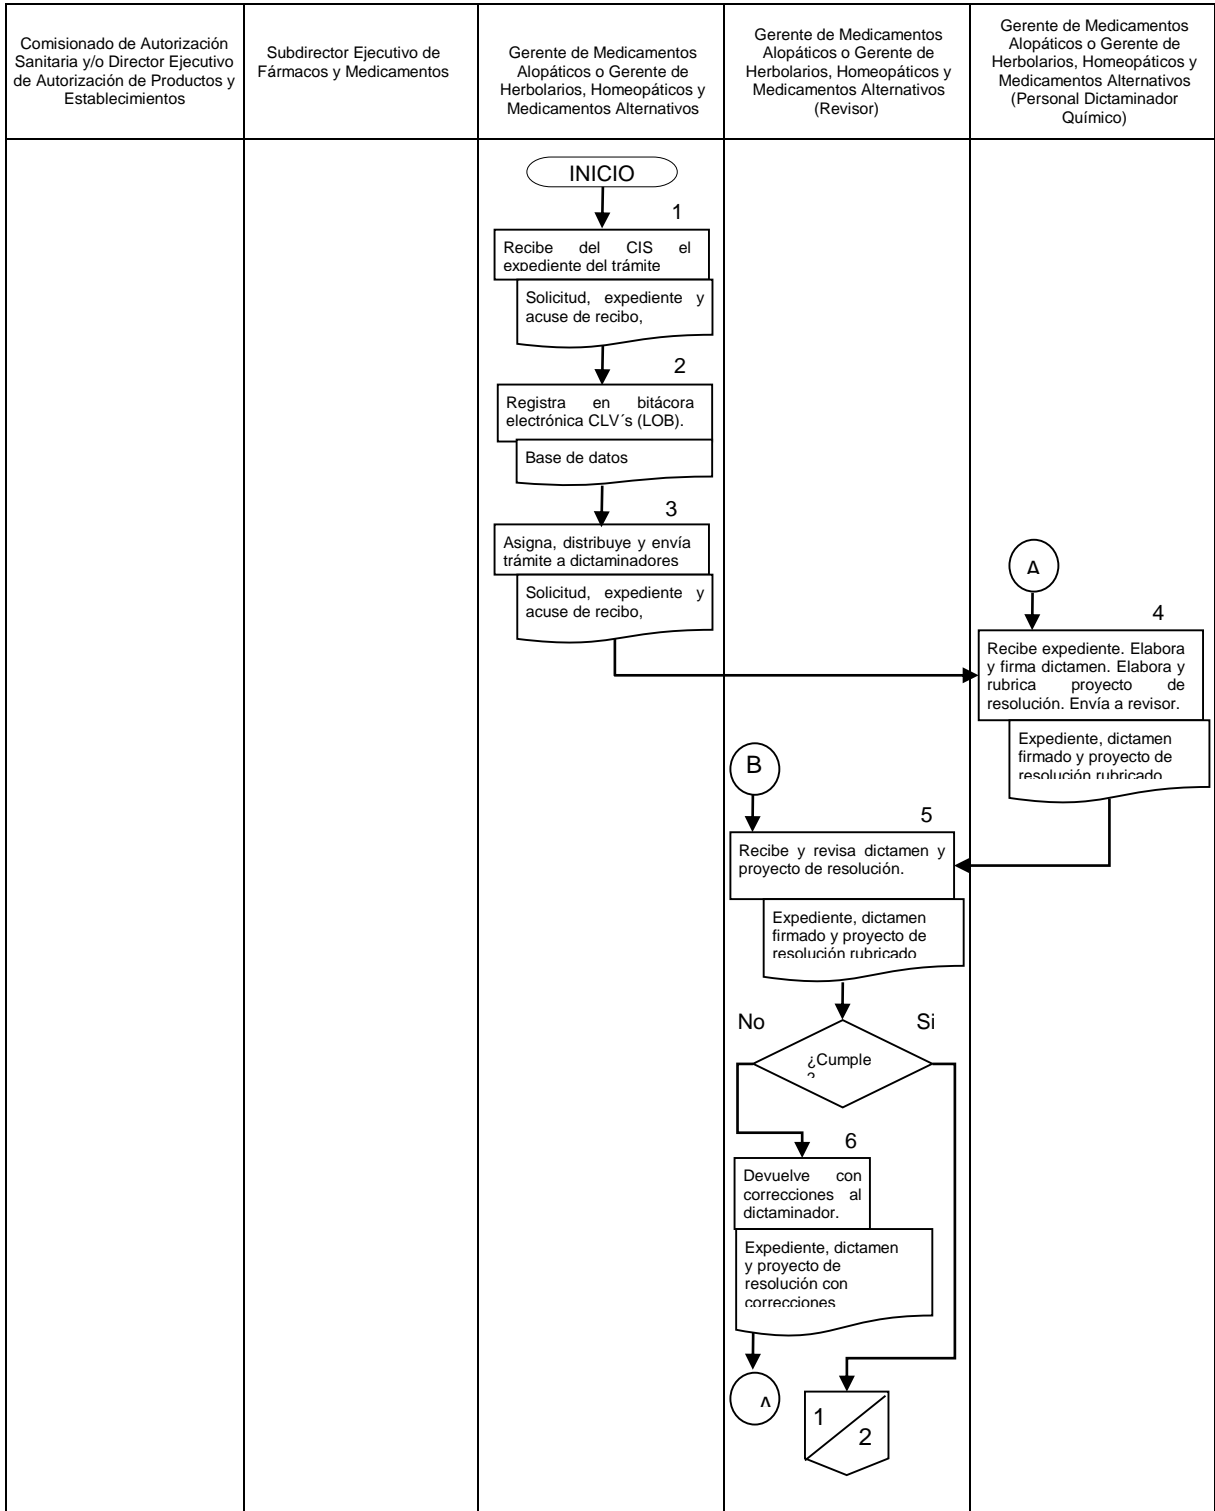 Comisionado de Autorización
Sanitaria y/o Director Ejecutivo
de Autorización de Productos y
Establecimientos
Subdirector Ejecutivo de
Fármacos y Medicamentos
Gerente de Medicamentos
Alopáticos o Gerente de
Herbolarios, Homeopáticos y
Medicamentos Alternativos
Gerente de Medicamentos
Alopáticos o Gerente de
Herbolarios, Homeopáticos y
Medicamentos Alternativos
(Revisor)
Gerente de Medicamentos
Alopáticos o Gerente de
Herbolarios, Homeopáticos y
Medicamentos Alternativos
(Personal Dictaminador
Químico)
INICIO
1
Recibe del CIS el
expediente del trámite
Solicitud, expediente y
acuse de recibo,
2
Registra en bitácora
electrónica CLV´s (LOB).
Base de datos
3
Asigna, distribuye y envía
trámite a dictaminadores
Solicitud, expediente y
acuse de recibo,
A
4
Recibe expediente. Elabora
y firma dictamen. Elabora y
rubrica proyecto de
resolución. Envía a revisor.
Expediente, dictamen
firmado y proyecto de
resolución rubricado
B
5
Recibe y revisa dictamen y
proyecto de resolución.
Expediente, dictamen
firmado y proyecto de
resolución rubricado
No
Si
¿Cumple
?
6
Devuelve con
correcciones al
dictaminador.
Expediente, dictamen
y proyecto de
resolución con
correcciones
A
1
2